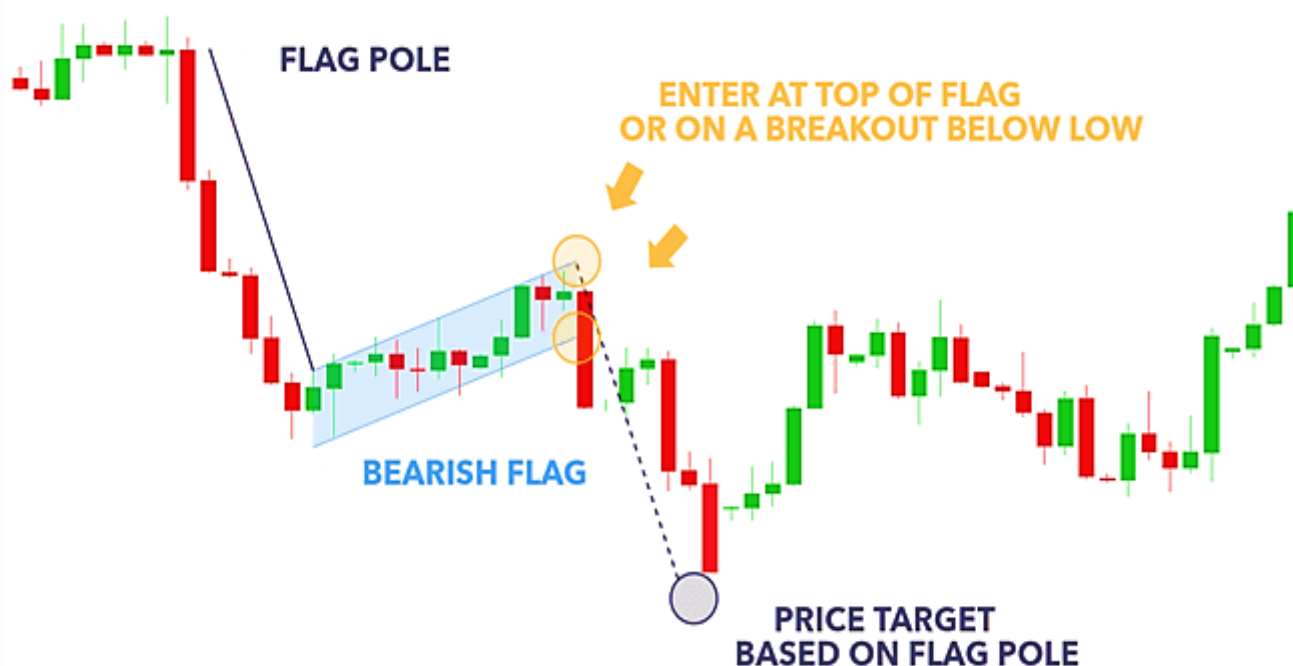 FLAG POLE
ENTER AT TOP OF FLAG
OR ON A BREAKOUT BELOW LOW
BEARISH FLAG
PRICE TARGET
BASED ON FLAG POLE